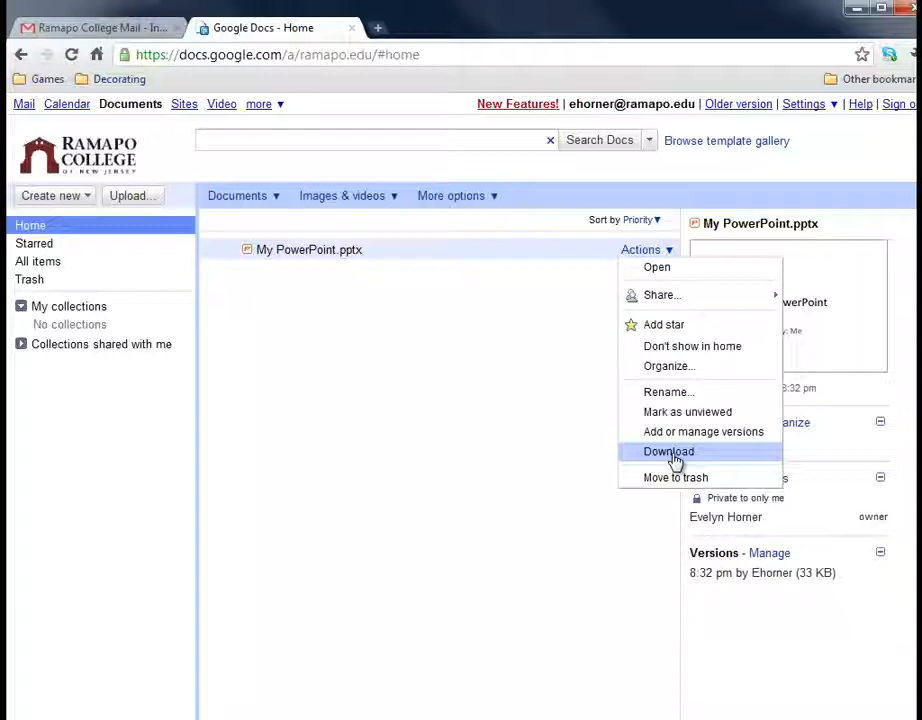 Ramapo College Mail - In...
Google Docs - Home
https://docs.google.com/a/ramapo.edu/#home
Games
Decorating
Other bookmar
Mail
Calendar
Documents
Sites
Video
more ▼
New Features! | ehorner@ramapo.edu | Older version | Settings ▼ | Help | Sign o
RAMAPO
COLLEGE
OF NEW JERSEY
Search Docs
Browse template gallery
Create new
Upload...
Documents ▼
Images & videos ▼
More options ▼
Home
Starred
All items
Trash
My collections
No collections
Collections shared with me
Sort by Priority▼
My PowerPoint.pptx
Actions ▼
Open
Share...
Add star
Don't show in home
Organize...
Rename...
Mark as unviewed
Add or manage versions
Download
Move to trash
My PowerPoint.pptx
werPoint
y: Me
8:32 pm
anize
s
Private to only me
Evelyn Horner
owner
Versions - Manage
8:32 pm by Ehorner (33 KB)